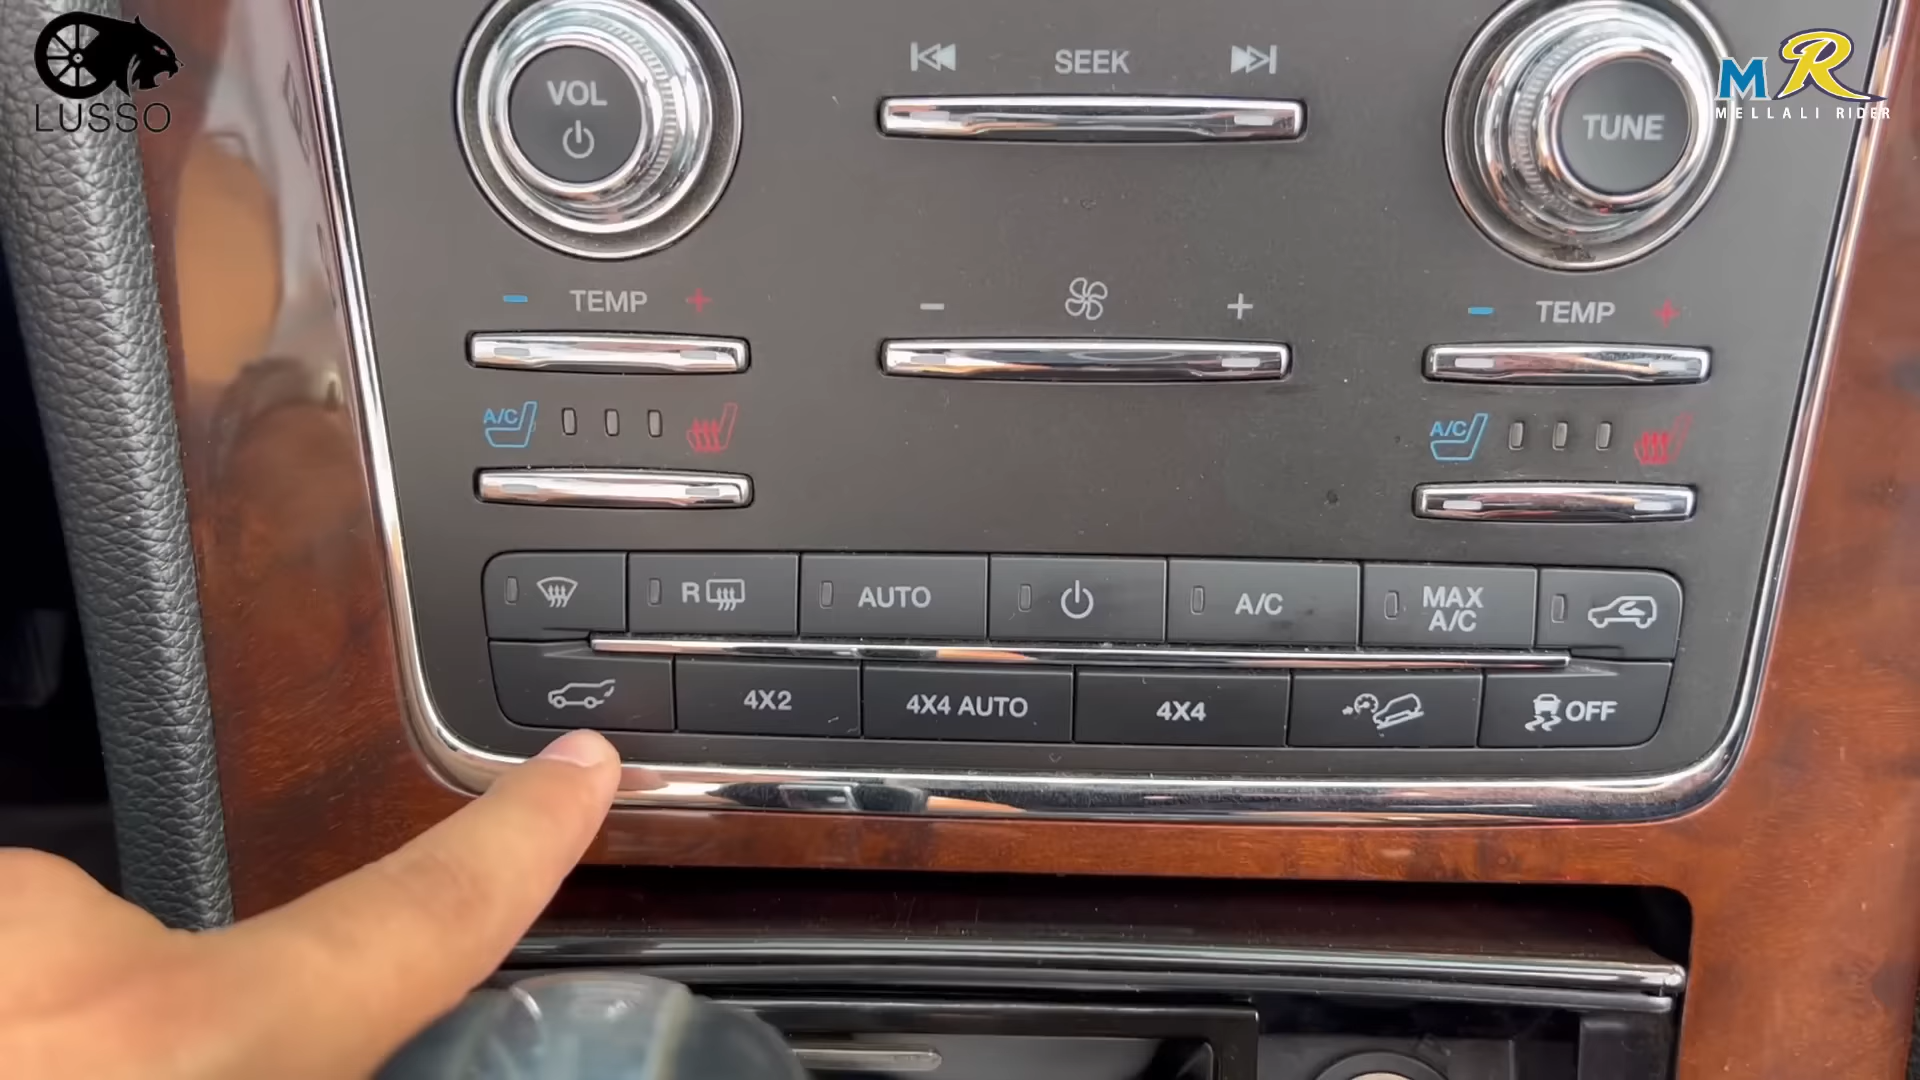 LUSSO
MR
MELLALI RIDER
VOL
SEEK
TUNE
− TEMP +
− +
− TEMP +
A/C
A/C
R
AUTO
A/C
MAX
A/C
4X2
4X4 AUTO
4X4
OFF